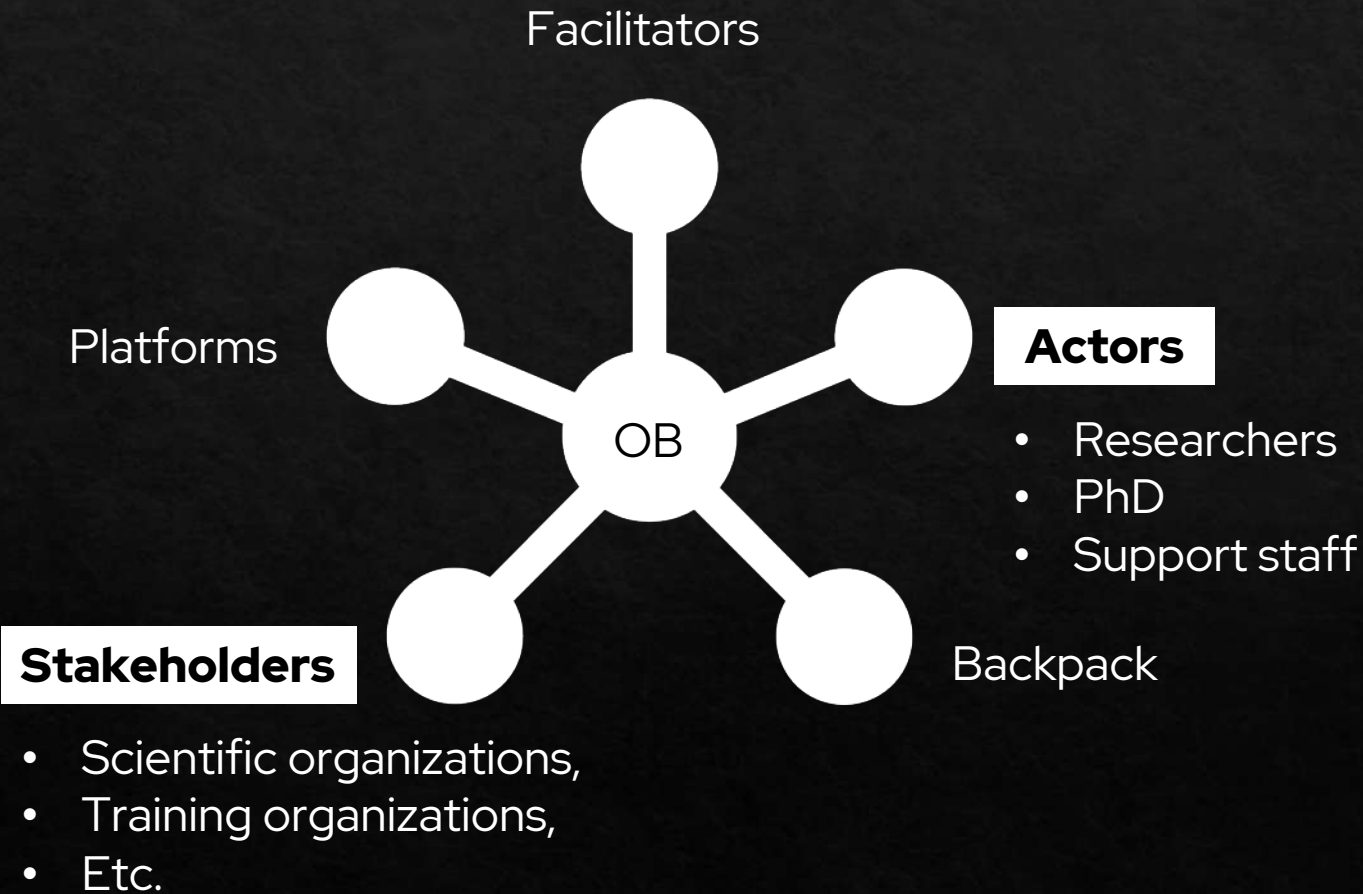 Facilitators
Platforms
Actors
OB
• Researchers
• PhD
• Support staff
Stakeholders
Backpack
• Scientific organizations,
• Training organizations,
• Etc.